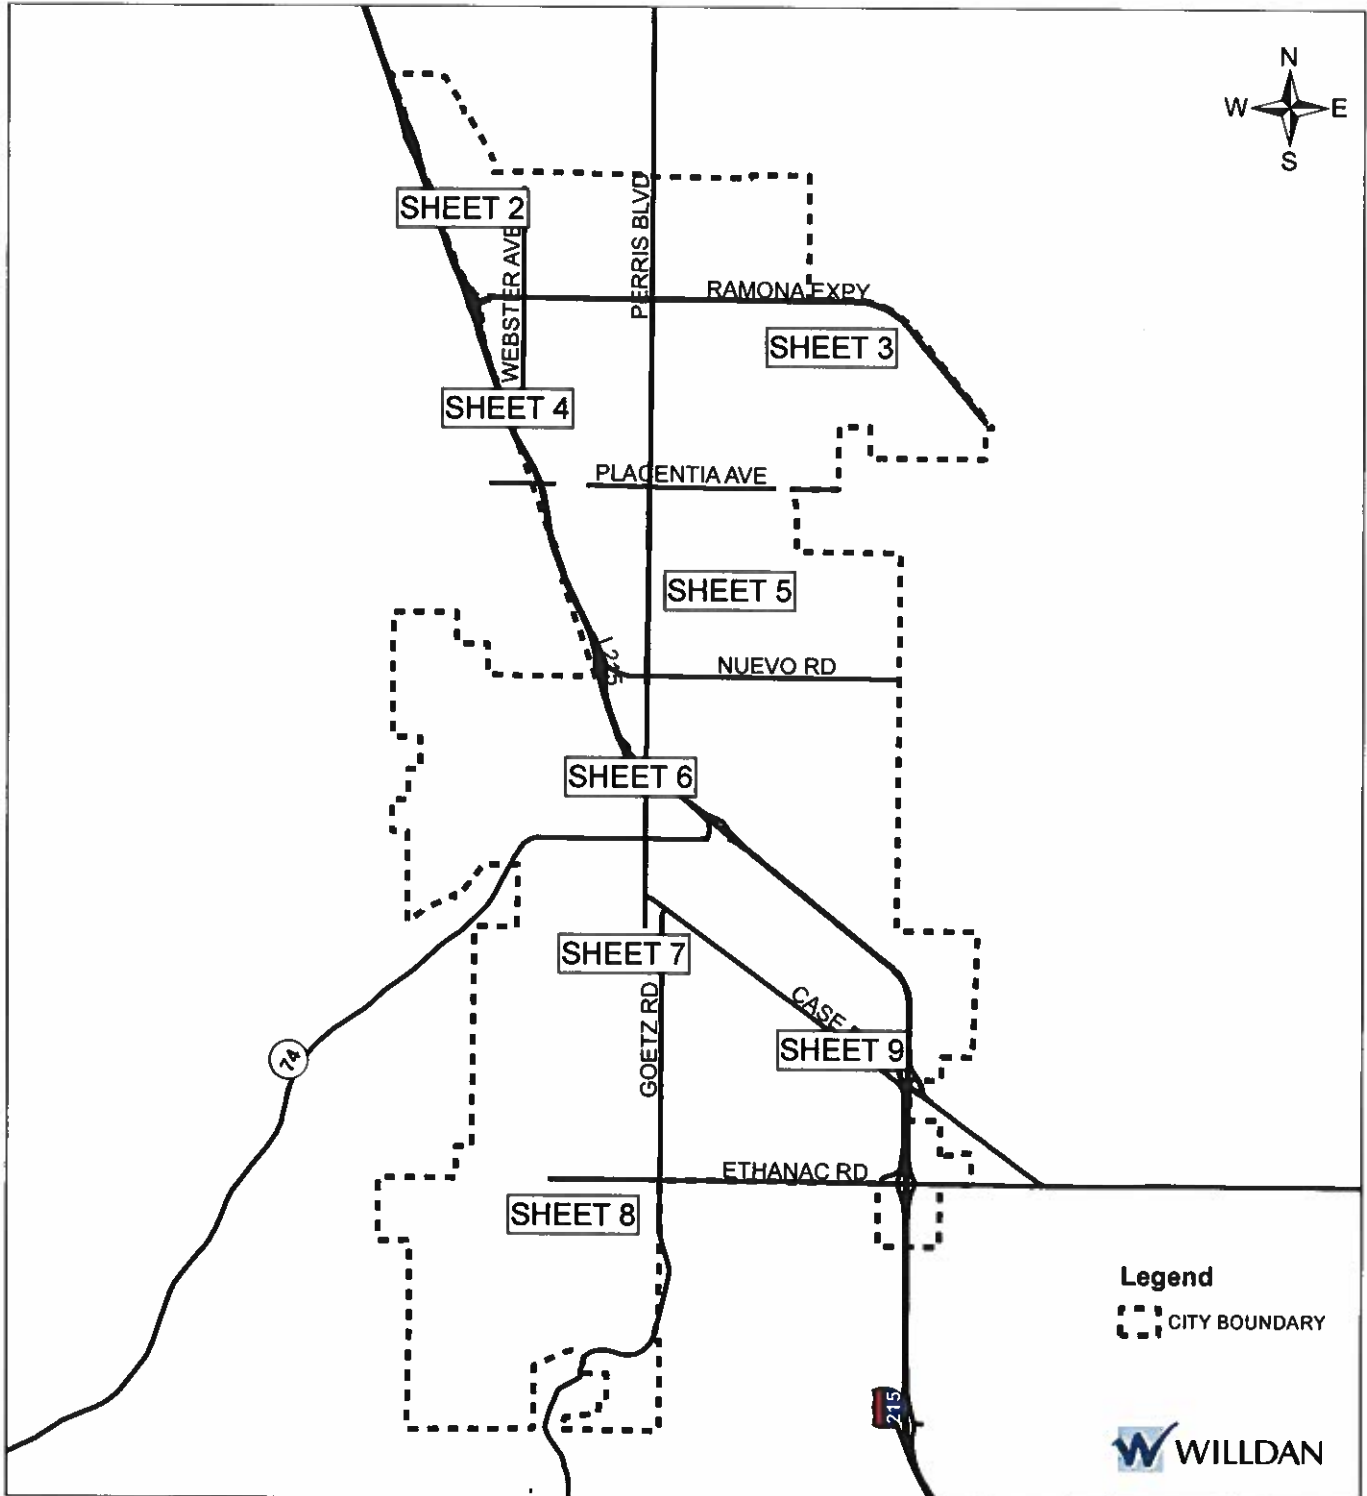 N
W E
S
SHEET 2
WEBSTER AVE
PERRIS BLVD
RAMONA EXPY
SHEET 3
SHEET 4
PLACENTIA AVE
SHEET 5
I 215
NUEVO RD
SHEET 6
SHEET 7
GOETZ RD
CASE
SHEET 9
74
ETHANAC RD
SHEET 8
Legend
CITY BOUNDARY
215
W WILLDAN